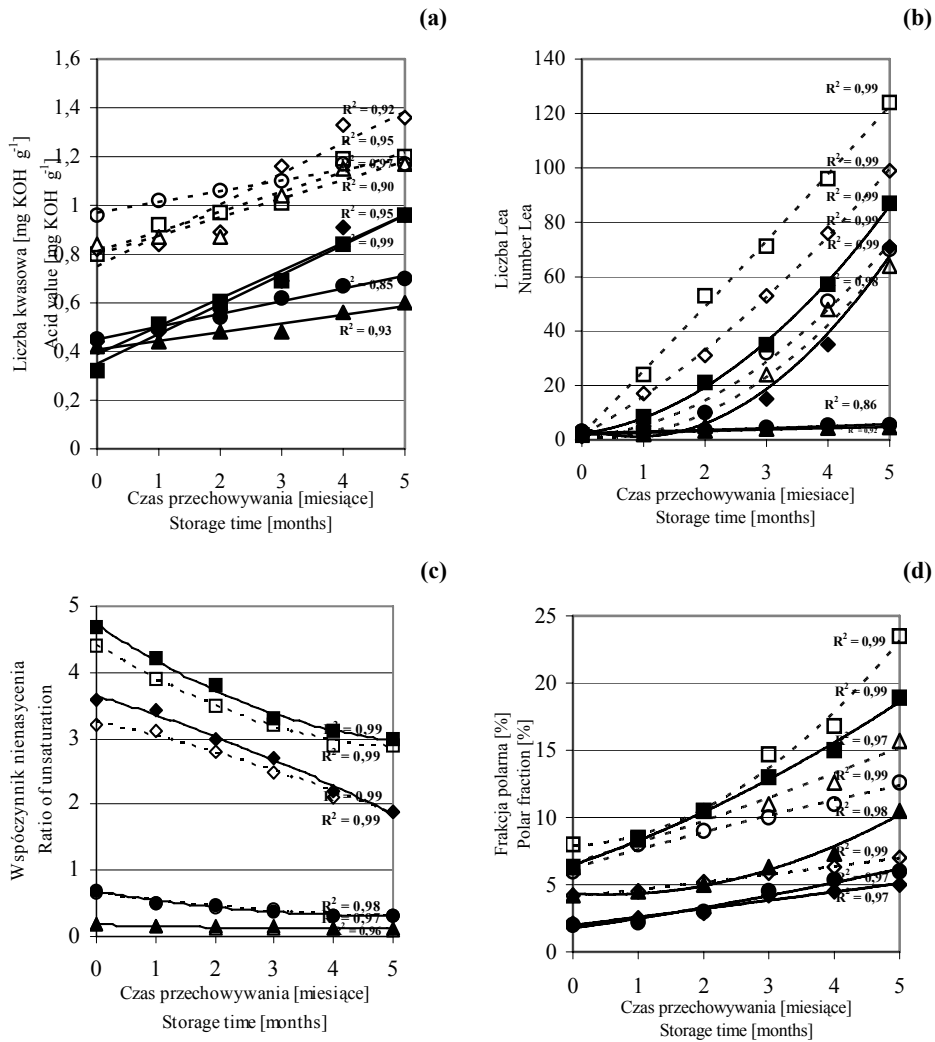 (a)
1,6
1,4
1,2
1
0,8
0,6
0,4
0,2
0
Liczba kwasowa [mg KOH g-1]
Acid value [mg KOH g-1]
R2 = 0,92
R2 = 0,95
R2 = 0,97
R2 = 0,90
R2 = 0,95
R2 = 0,99
R2 = 0,85
R2 = 0,93
0 1 2 3 4 5
Czas przechowywania [miesiące]
Storage time [months]
(b)
140
120
100
80
60
40
20
0
Liczba Lea
Number Lea
R2 = 0,99
R2 = 0,99
R2 = 0,99
R2 = 0,99
R2 = 0,99
R2 = 0,98
R2 = 0,86
R2 = 0,92
0 1 2 3 4 5
Czas przechowywania [miesiące]
Storage time [months]
(c)
5
4
3
2
1
0
Współczynnik nienasycenia
Ratio of unsaturation
R2 = 0,99
R2 = 0,99
R2 = 0,99
R2 = 0,99
R2 = 0,98
R2 = 0,97
R2 = 0,96
0 1 2 3 4 5
Czas przechowywania [miesiące]
Storage time [months]
(d)
25
20
15
10
5
0
Frakcja polarna [%]
Polar fraction [%]
R2 = 0,99
R2 = 0,99
R2 = 0,97
R2 = 0,99
R2 = 0,98
R2 = 0,99
R2 = 0,97
R2 = 0,97
0 1 2 3 4 5
Czas przechowywania [miesiące]
Storage time [months]